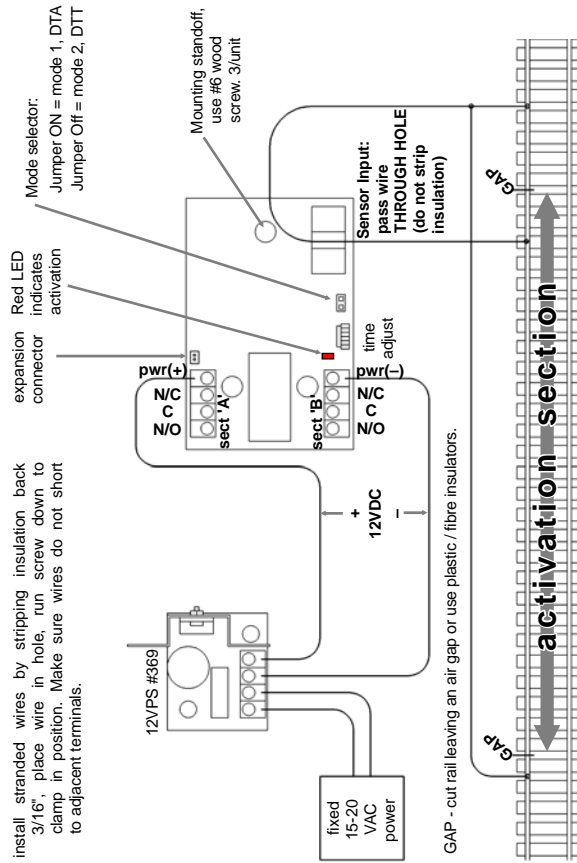 install stranded wires by stripping insulation back
3/16", place wire in hole, run screw down to
clamp in position. Make sure wires do not short
to adjacent terminals.
expansion
connector
Red LED
indicates
activation
Mode selector:
Jumper ON = mode 1, DTA
Jumper Off = mode 2, DTT
Mounting standoff,
use #6 wood
screw. 3/unit
12VPS #369
pwr(+)
N/C
C
N/O
sect 'A'
sect 'B'
pwr(–)
N/C
C
N/O
time
adjust
Sensor Input:
pass wire
THROUGH HOLE
(do not strip
insulation)
+
12VDC
–
fixed
15-20
VAC
power
GAP - cut rail leaving an air gap or use plastic / fibre insulators.
GAP
GAP
activation section